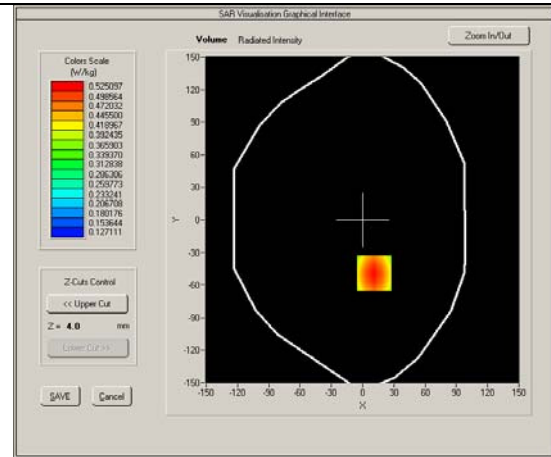 SAR Visualisation Graphical Interface
Volume Radiated Intensity
Zoom In/Out
Colors Scale
(W/kg)
0.525097
0.498564
0.472032
0.445500
0.418967
0.392435
0.365903
0.339370
0.312838
0.286306
0.259773
0.233241
0.206708
0.180176
0.153644
0.127111
Z-Cuts Control
<< Upper Cut
Z = 4.0 mm
Lower Cut >>
SAVE Cancel
150-
120-
90-
60-
30-
0-
-30-
-60-
-90-
-120-
-150-
Y
-150 -120 -90 -60 -30 0 30 60 90 120 150
X